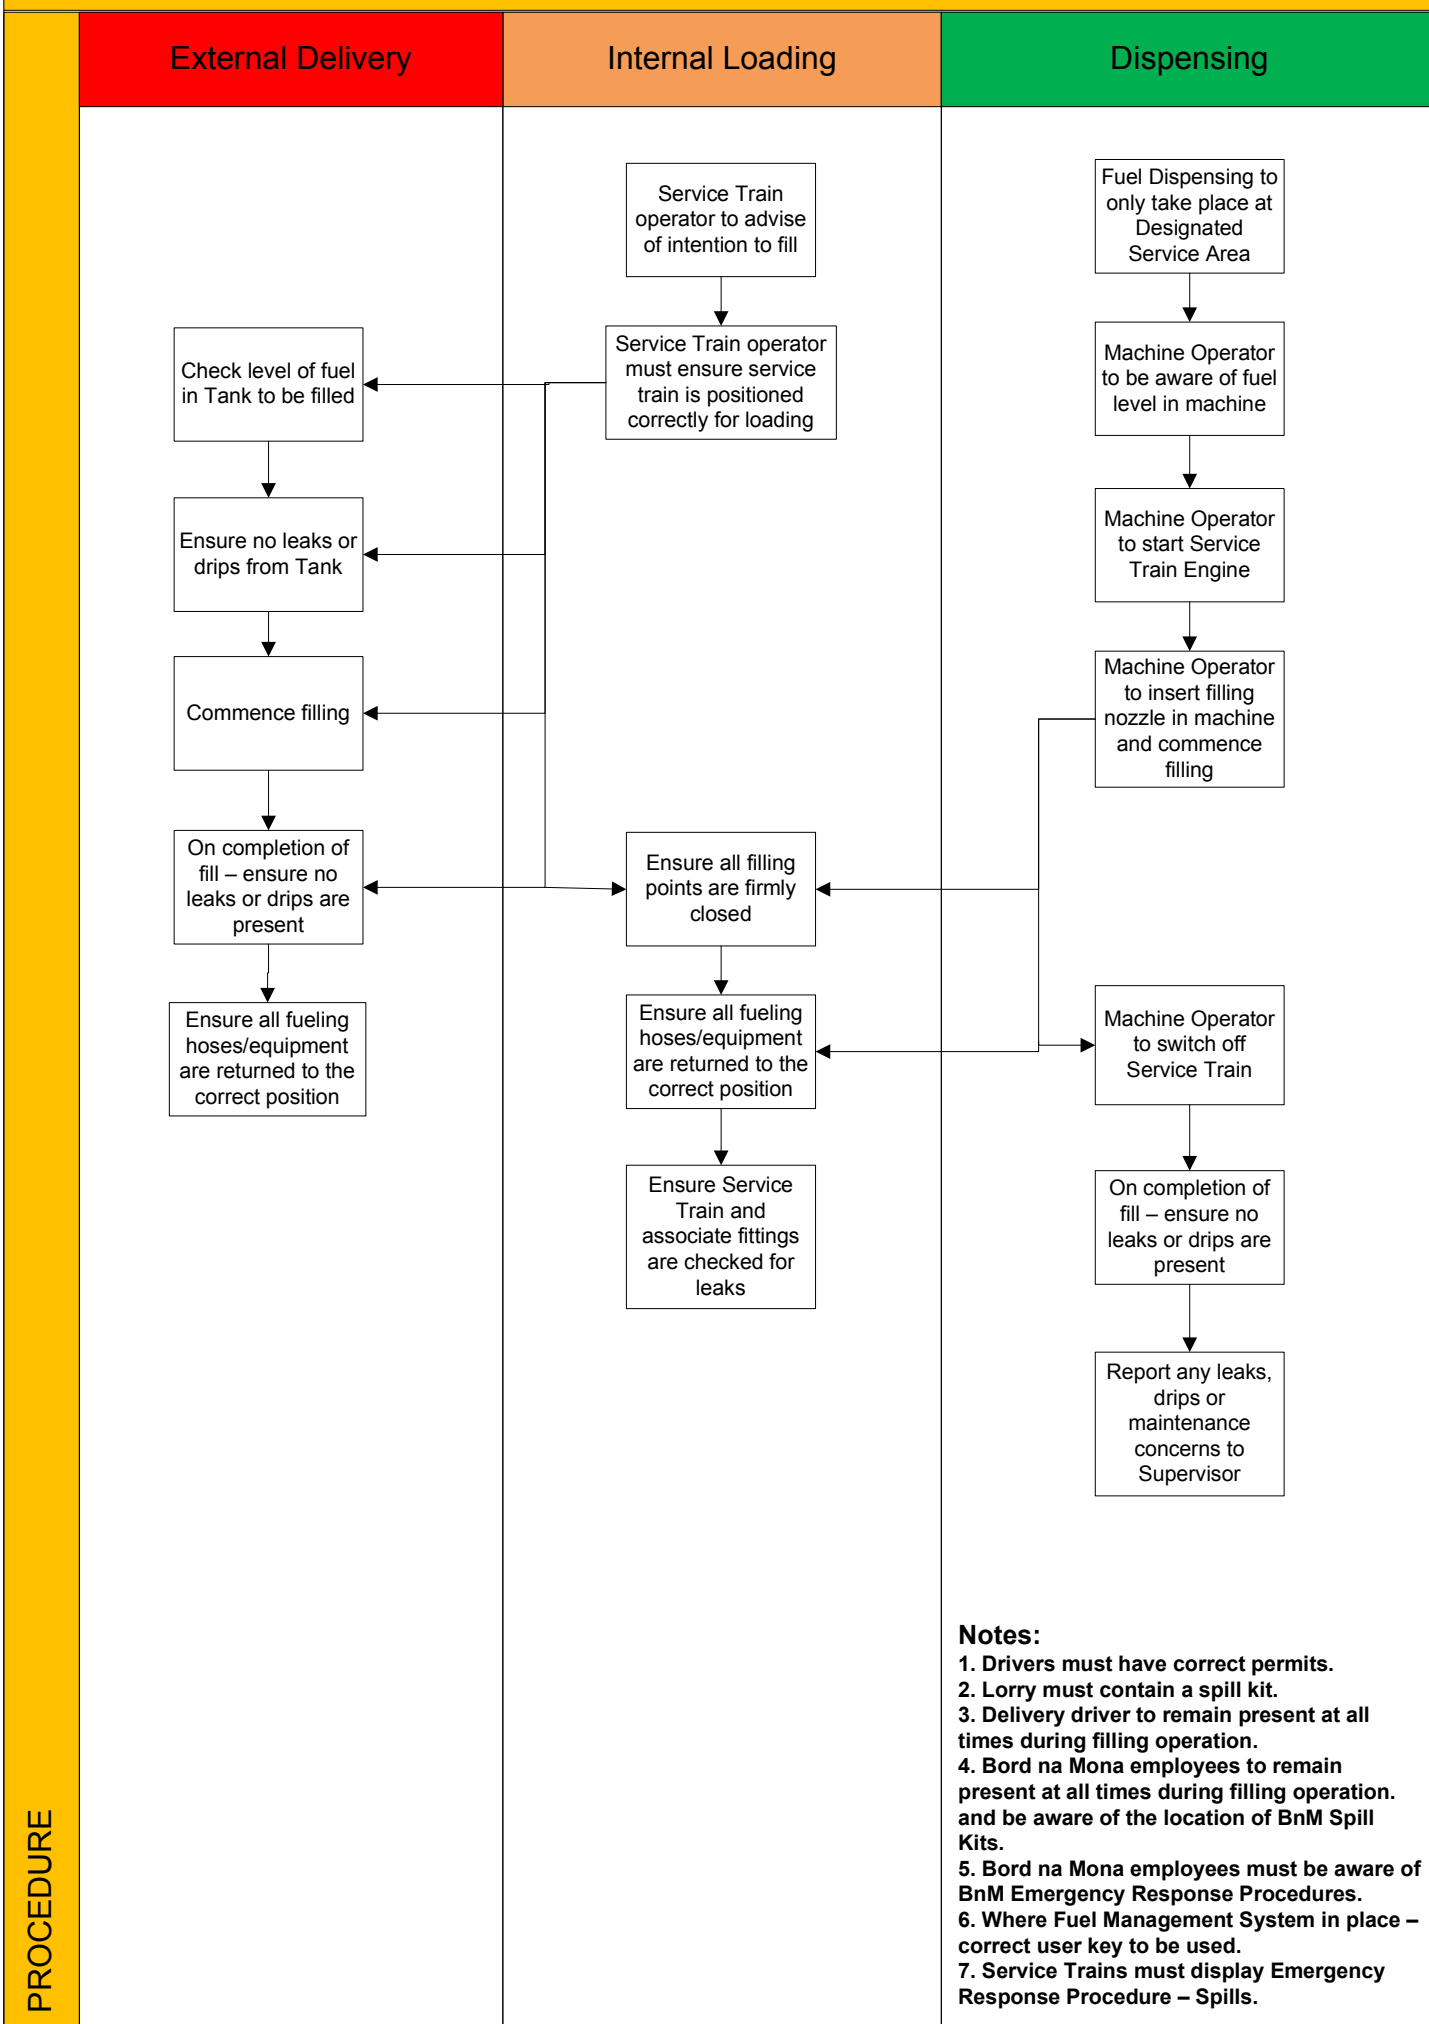 External Delivery
Internal Loading
Dispensing
Check level of fuel
in Tank to be filled
Ensure no leaks or
drips from Tank
Commence filling
On completion of
fill – ensure no
leaks or drips are
present
Ensure all fueling
hoses/equipment
are returned to the
correct position
Service Train
operator to advise
of intention to fill
Service Train operator
must ensure service
train is positioned
correctly for loading
Ensure all filling
points are firmly
closed
Ensure all fueling
hoses/equipment
are returned to the
correct position
Ensure Service
Train and
associate fittings
are checked for
leaks
Fuel Dispensing to
only take place at
Designated
Service Area
Machine Operator
to be aware of fuel
level in machine
Machine Operator
to start Service
Train Engine
Machine Operator
to insert filling
nozzle in machine
and commence
filling
Machine Operator
to switch off
Service Train
On completion of
fill – ensure no
leaks or drips are
present
Report any leaks,
drips or
maintenance
concerns to
Supervisor
Notes:
1. Drivers must have correct permits.
2. Lorry must contain a spill kit.
3. Delivery driver to remain present at all
times during filling operation.
4. Bord na Mona employees to remain
present at all times during filling operation.
and be aware of the location of BnM Spill
Kits.
5. Bord na Mona employees must be aware of
BnM Emergency Response Procedures.
6. Where Fuel Management System in place –
correct user key to be used.
7. Service Trains must display Emergency
Response Procedure – Spills.
PROCEDURE